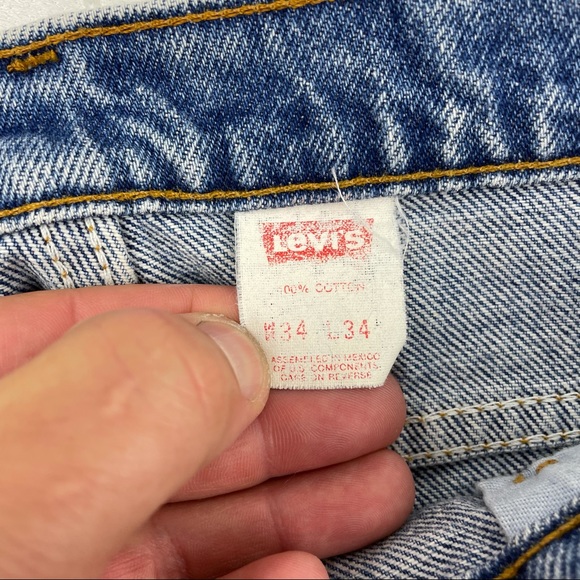 LEVI'S
100% COTTON
W34 L34
ASSEMBLED IN MEXICO
OF U.S. COMPONENTS
CARE ON REVERSE